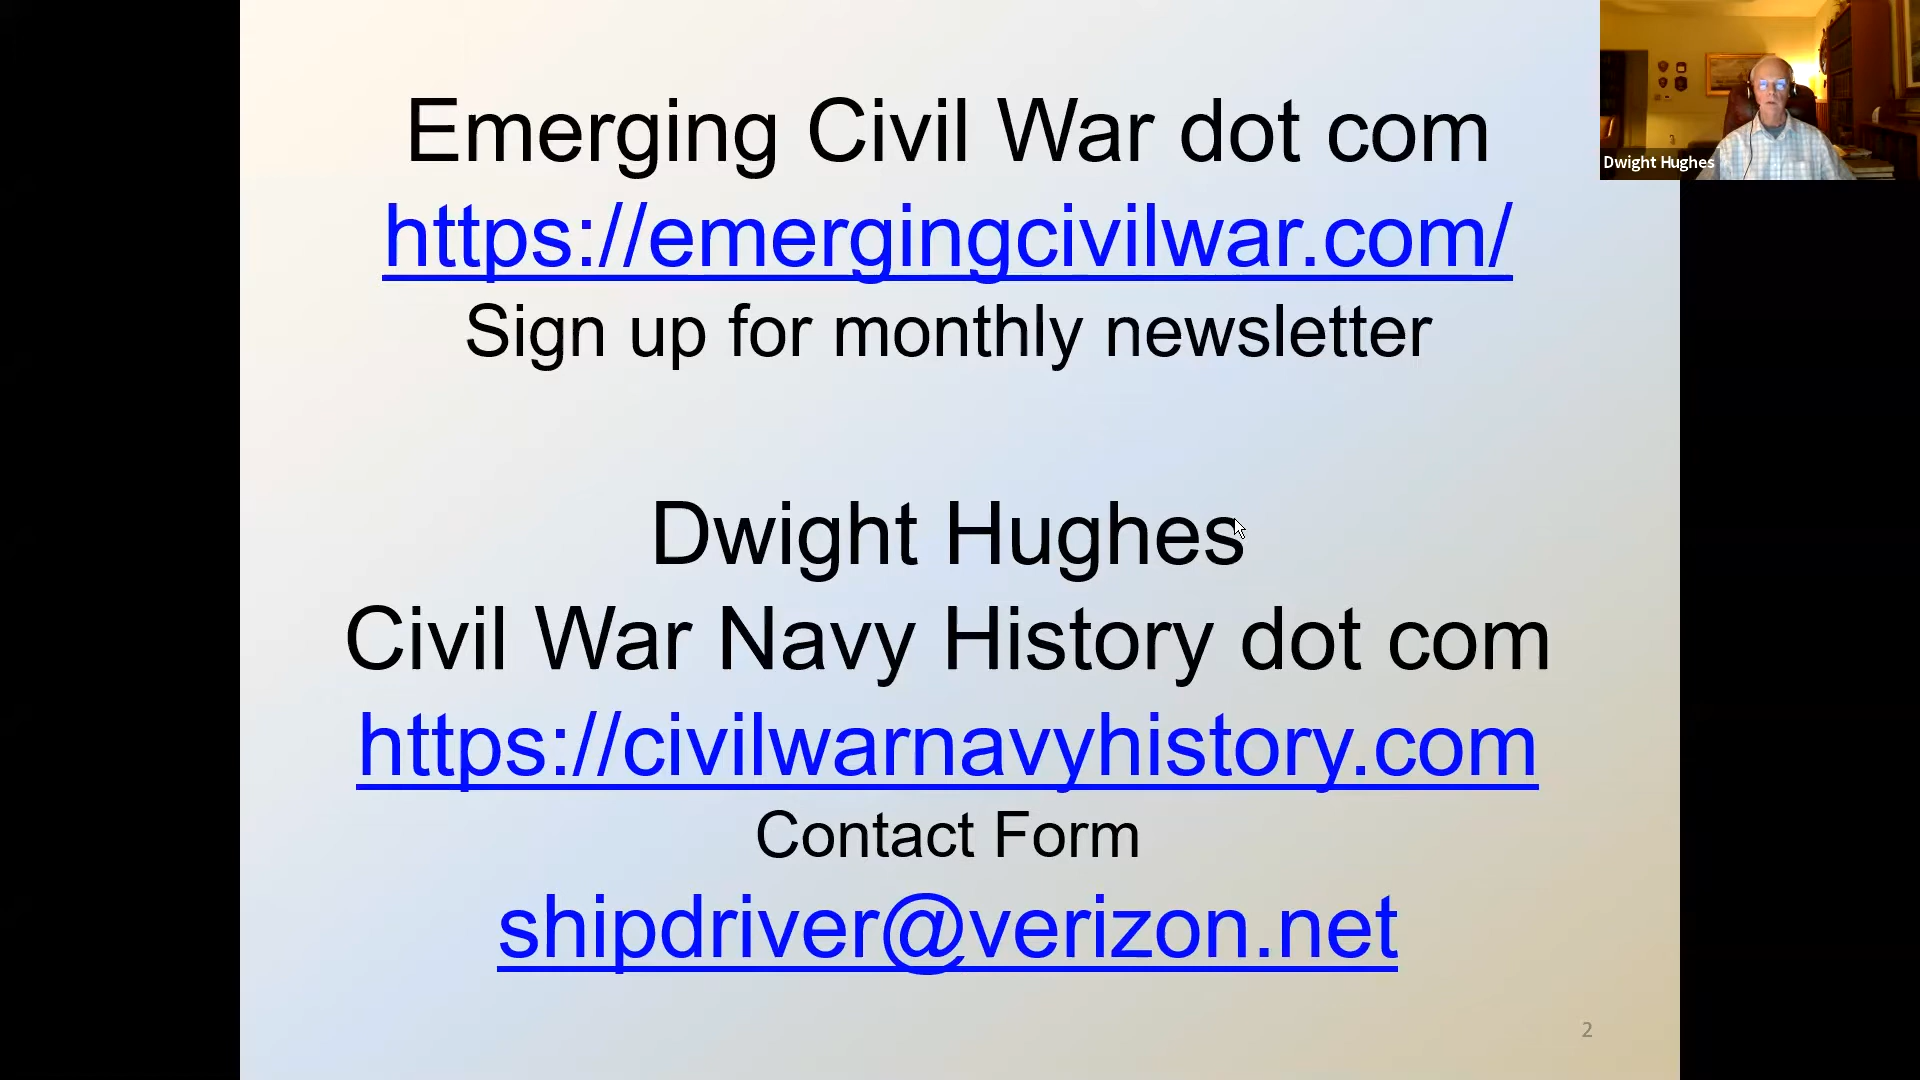 Emerging Civil War dot com
https://emergingcivilwar.com/
Sign up for monthly newsletter
Dwight Hughes
Civil War Navy History dot com
https://civilwarnavyhistory.com
Contact Form
shipdriver@verizon.net
2
Dwight Hughes